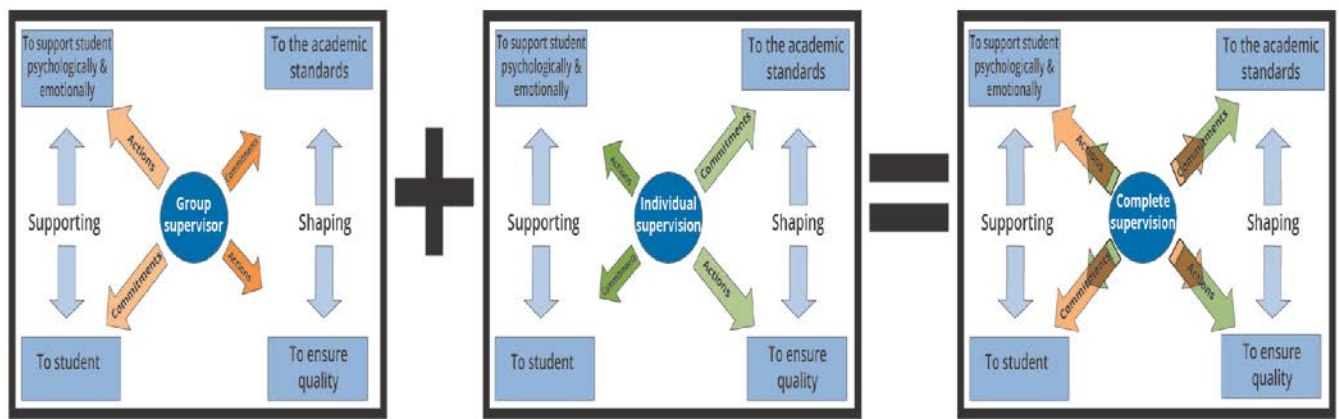 To support student
psychologically &
emotionally
To the academic
standards
Actions
Commitments
Group
supervisor
Supporting
Shaping
Commitments
Actions
To student
To ensure
quality
+
To support student
psychologically &
emotionally
To the academic
standards
Actions
Commitments
Individual
supervision
Supporting
Shaping
Commitments
Actions
To student
To ensure
quality
=
To support student
psychologically &
emotionally
To the academic
standards
Actions
Commitments
Complete
supervision
Supporting
Shaping
Commitments
Actions
To student
To ensure
quality